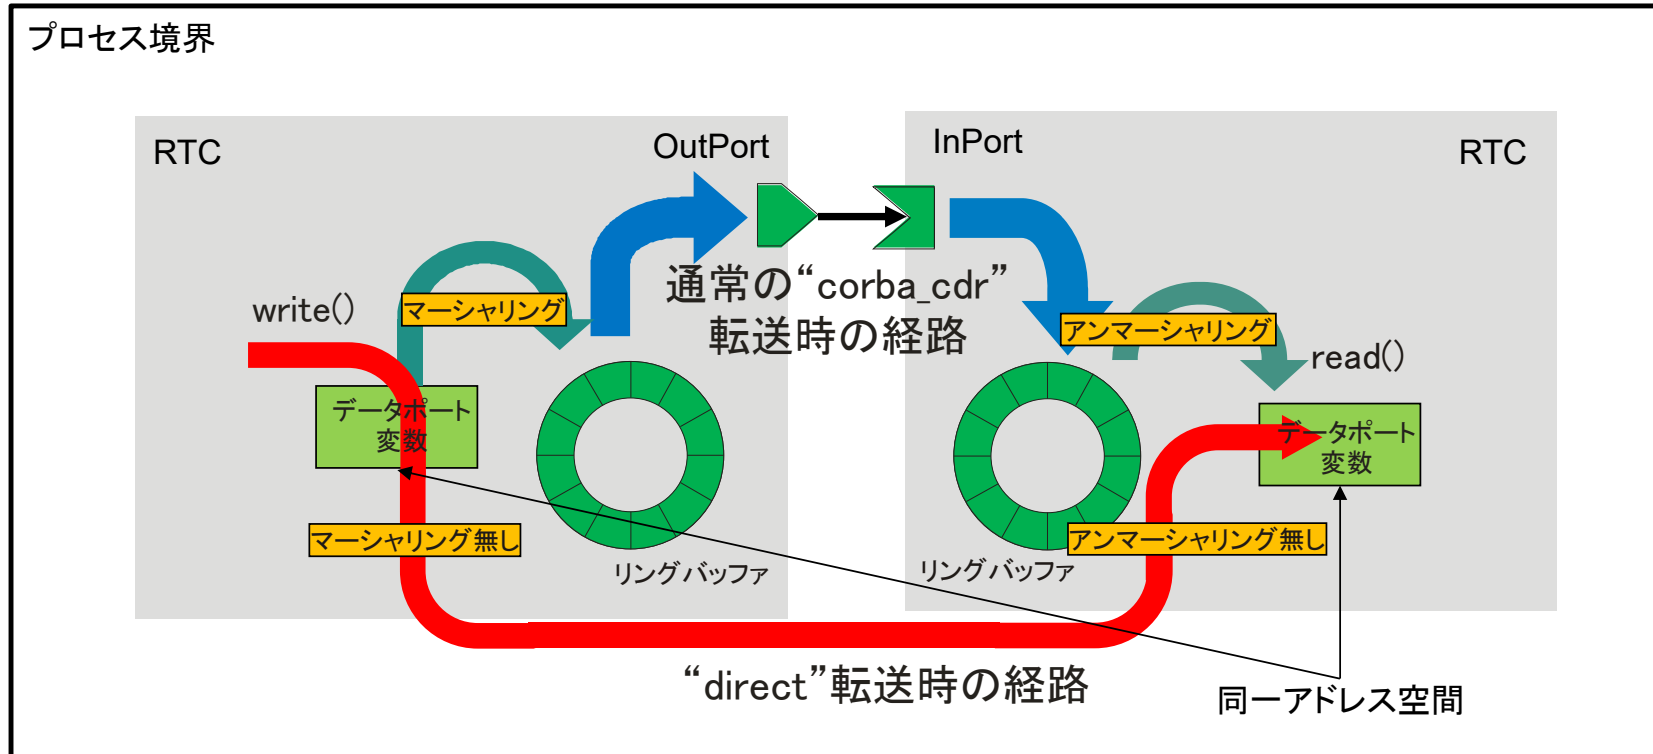 プロセス境界
RTC
OutPort
InPort
RTC
write()
マーシャリング
通常の“corba_cdr”
転送時の経路
アンマーシャリング
read()
データポート
変数
データポート
変数
マーシャリング無し
アンマーシャリング無し
リングバッファ
リングバッファ
“direct”転送時の経路
同一アドレス空間